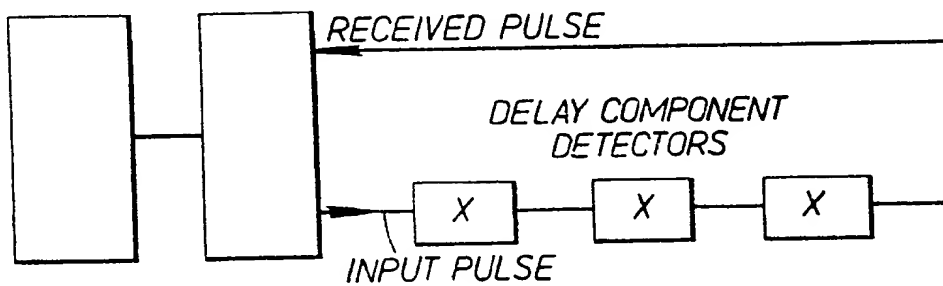 RECEIVED PULSE
DELAY COMPONENT
DETECTORS
X X X
INPUT PULSE